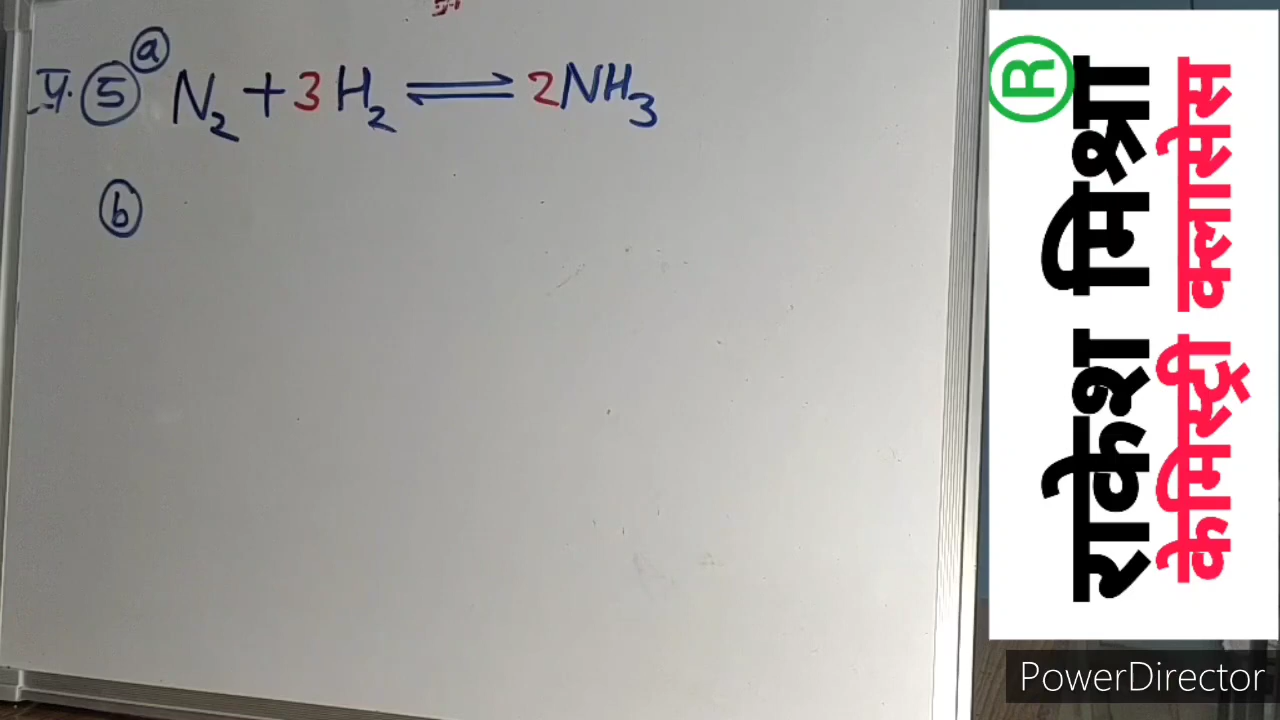 प्र. 5 a N₂ + 3H₂ ⇌ 2NH₃
b
राकेश मिश्रा ®
केमिस्ट्री क्लासेस
PowerDirector